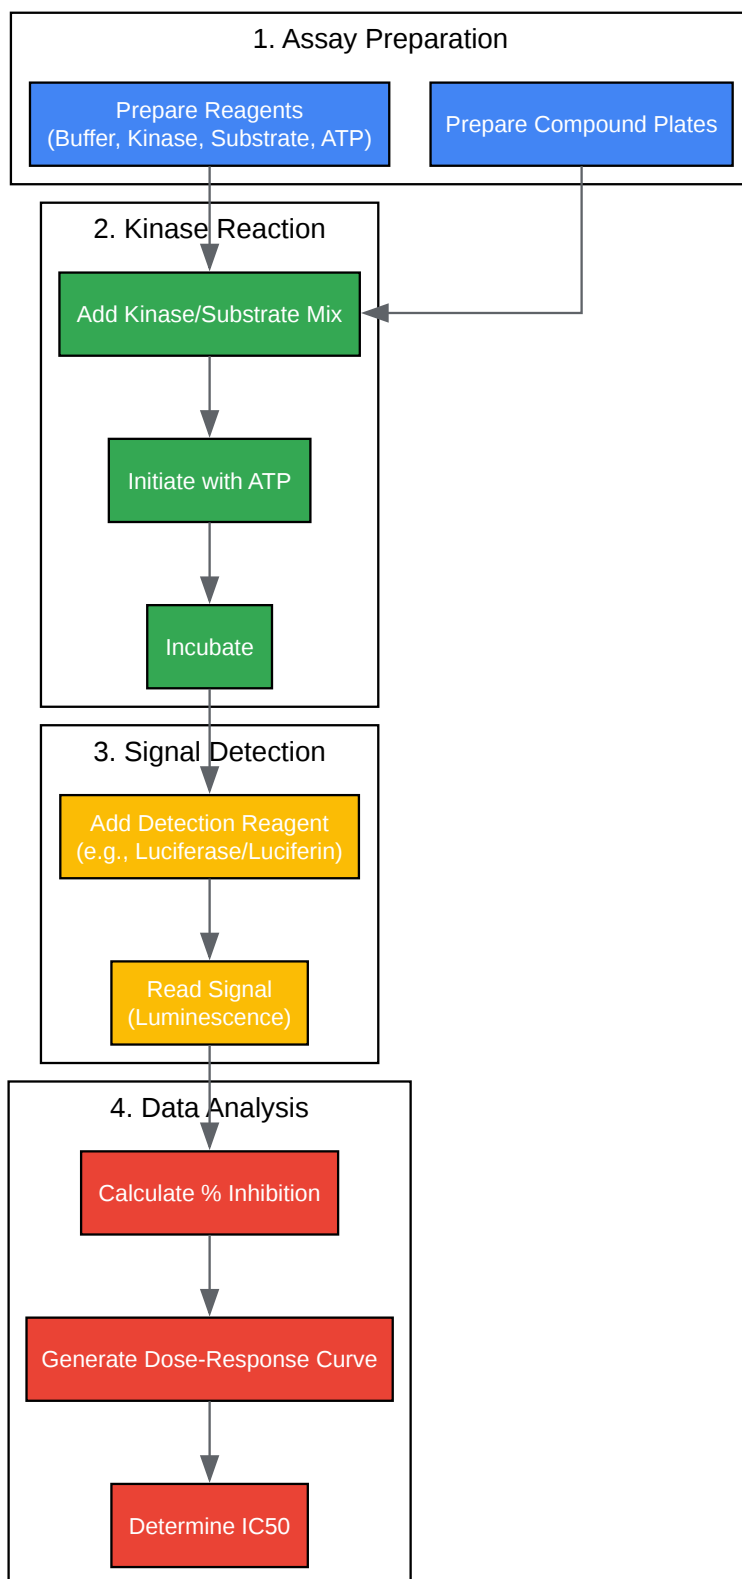 1. Assay Preparation
Prepare Reagents
(Buffer, Kinase, Substrate, ATP)
Prepare Compound Plates
2. Kinase Reaction
Add Kinase/Substrate Mix
Initiate with ATP
Incubate
3. Signal Detection
Add Detection Reagent
(e.g., Luciferase/Luciferin)
Read Signal
(Luminescence)
4. Data Analysis
Calculate % Inhibition
Generate Dose-Response Curve
Determine IC50